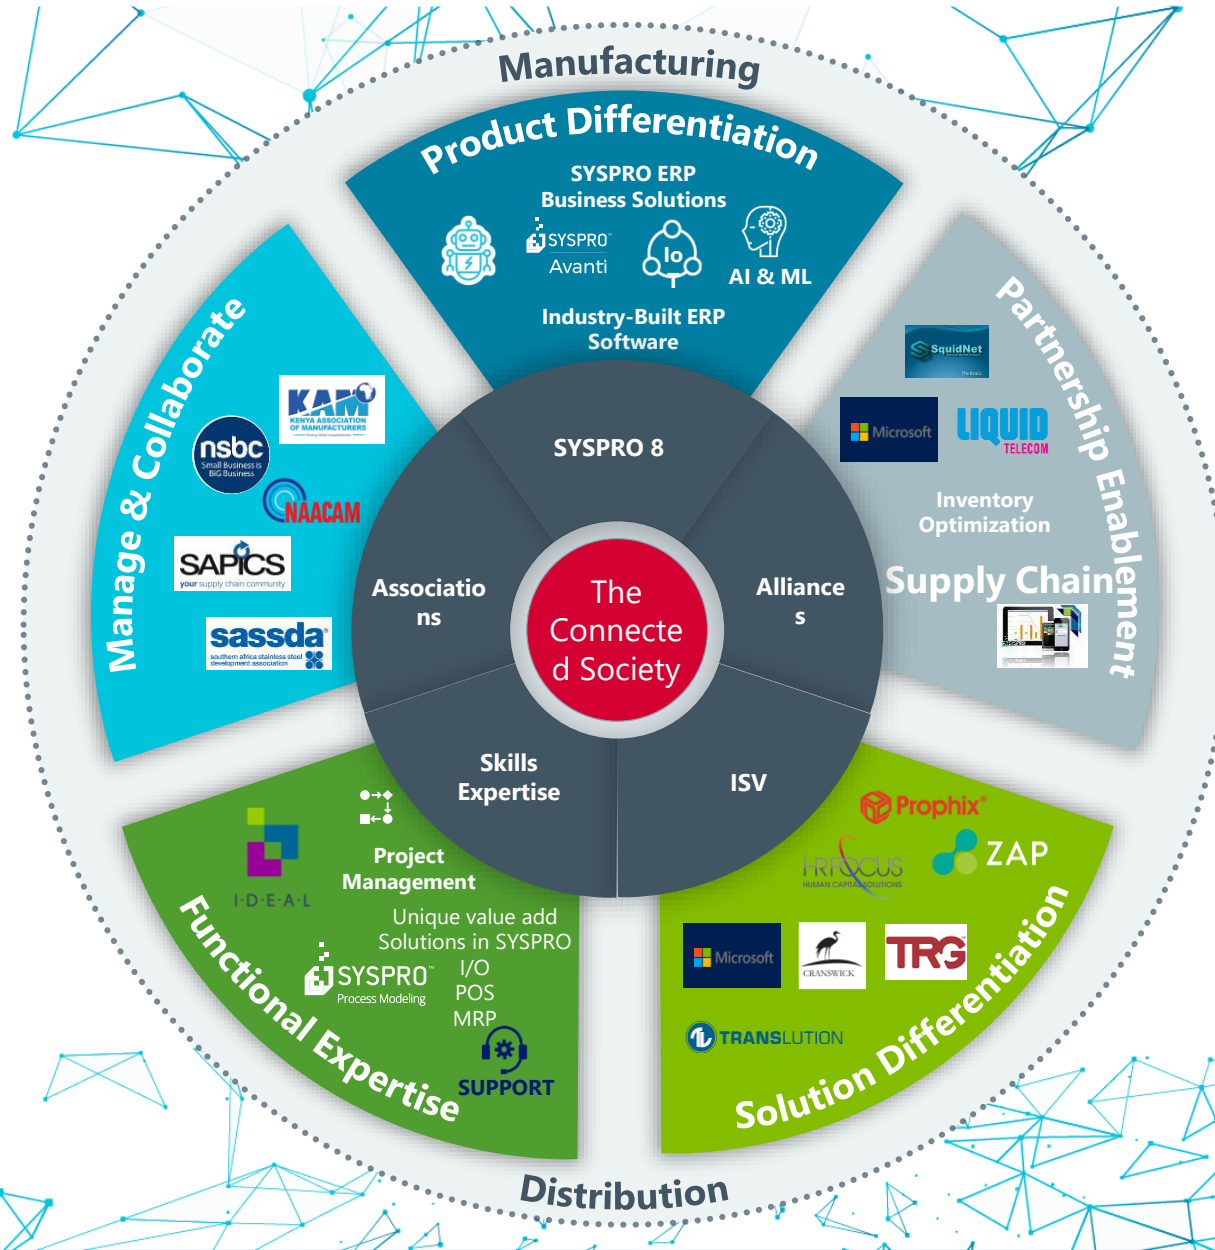 Manufacturing
Product Differentiation
SYSPRO ERP
Business Solutions
SYSPRO™
Avanti
Io
AI & ML
Industry-Built ERP
Software
Partnership Enablement
SquidNet
Microsoft
LIQUID
TELECOM
Inventory
Optimization
Supply Chain
Manage & Collaborate
KAM
KENYA ASSOCIATION
OF MANUFACTURERS
nsbc
Small Business is
BiG Business
NAACAM
SAPICS
your supply chain community
sassda®
southern africa stainless steel
development association
SYSPRO 8
Associatio
ns
Alliance
s
The
Connecte
d Society
Skills
Expertise
ISV
Functional Expertise
I·D·E·A·L
Project
Management
Unique value add
Solutions in SYSPRO
I/O
POS
MRP
SYSPRO™
Process Modeling
SUPPORT
Solution Differentiation
Prophix®
HRFOCUS
HUMAN CAPITAL SOLUTIONS
ZAP
Microsoft
CRANSWICK
TRG
TRANSLUTION
Distribution